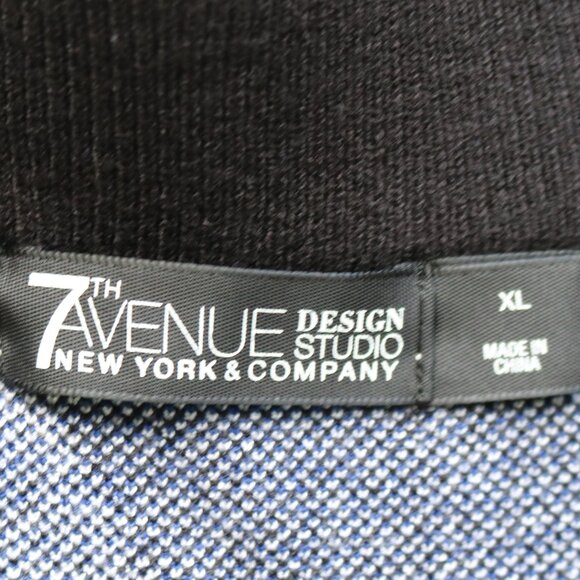 7TH AVENUE DESIGN STUDIO
NEW YORK & COMPANY
XL
MADE IN
CHINA